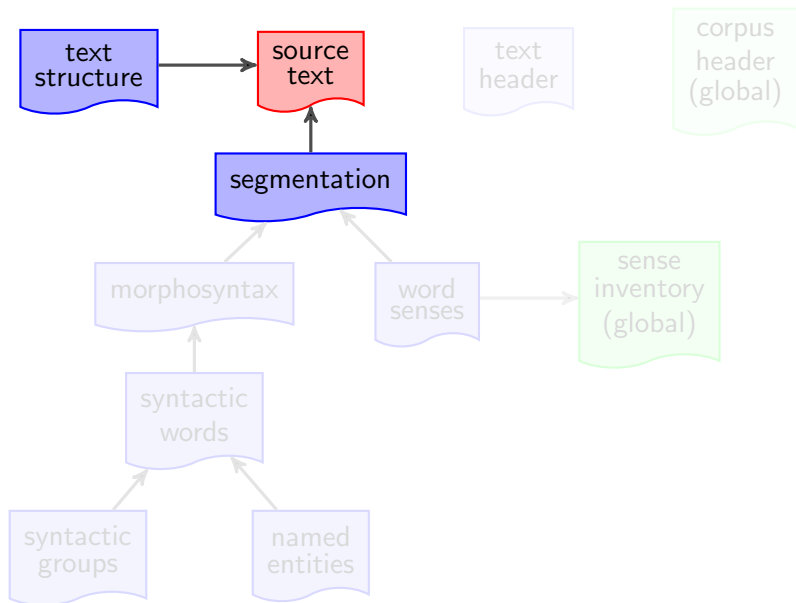 text
structure
source
text
text
header
corpus
header
(global)
segmentation
morphosyntax
word
senses
sense
inventory
(global)
syntactic
words
syntactic
groups
named
entities